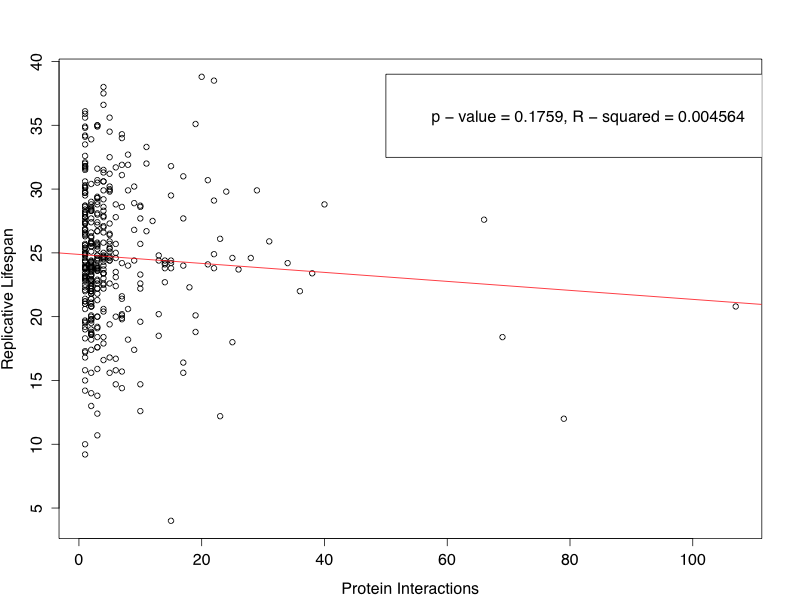 p − value = 0.1759, R − squared = 0.004564
40
35
30
25
20
15
10
5
Replicative Lifespan
0 20 40 60 80 100
Protein Interactions